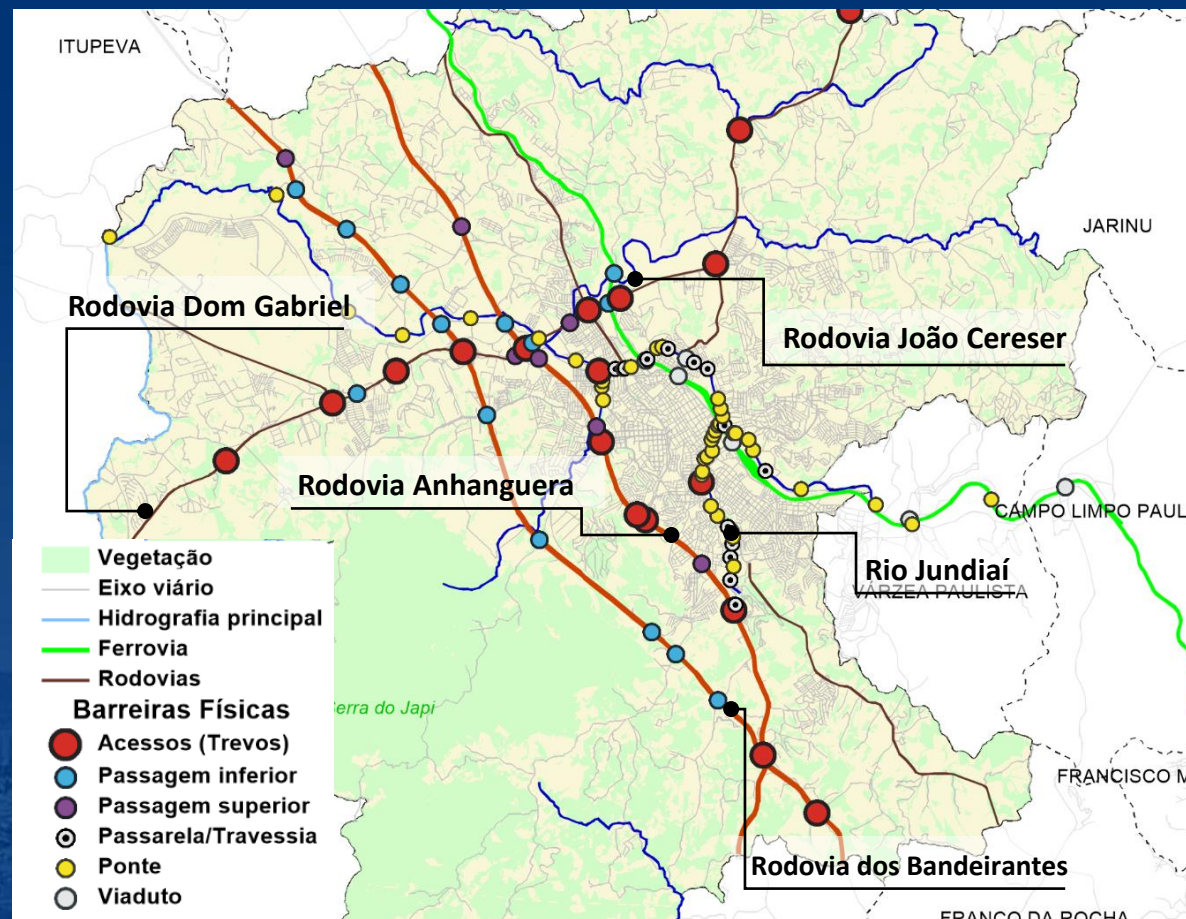 ITUPEVA
JARINU
Rodovia Dom Gabriel
Rodovia João Cereser
Rodovia Anhanguera
CAMPO LIMPO PAUL
Rio Jundiaí
VÁRZEA PAULISTA
Vegetação
Eixo viário
Hidrografia principal
Ferrovia
Rodovias
Barreiras Físicas
Acessos (Trevos)
Passagem inferior
Passagem superior
Passarela/Travessia
Ponte
Viaduto
Serra do Japi
FRANCISCO M
Rodovia dos Bandeirantes
FRANCO DA ROCHA